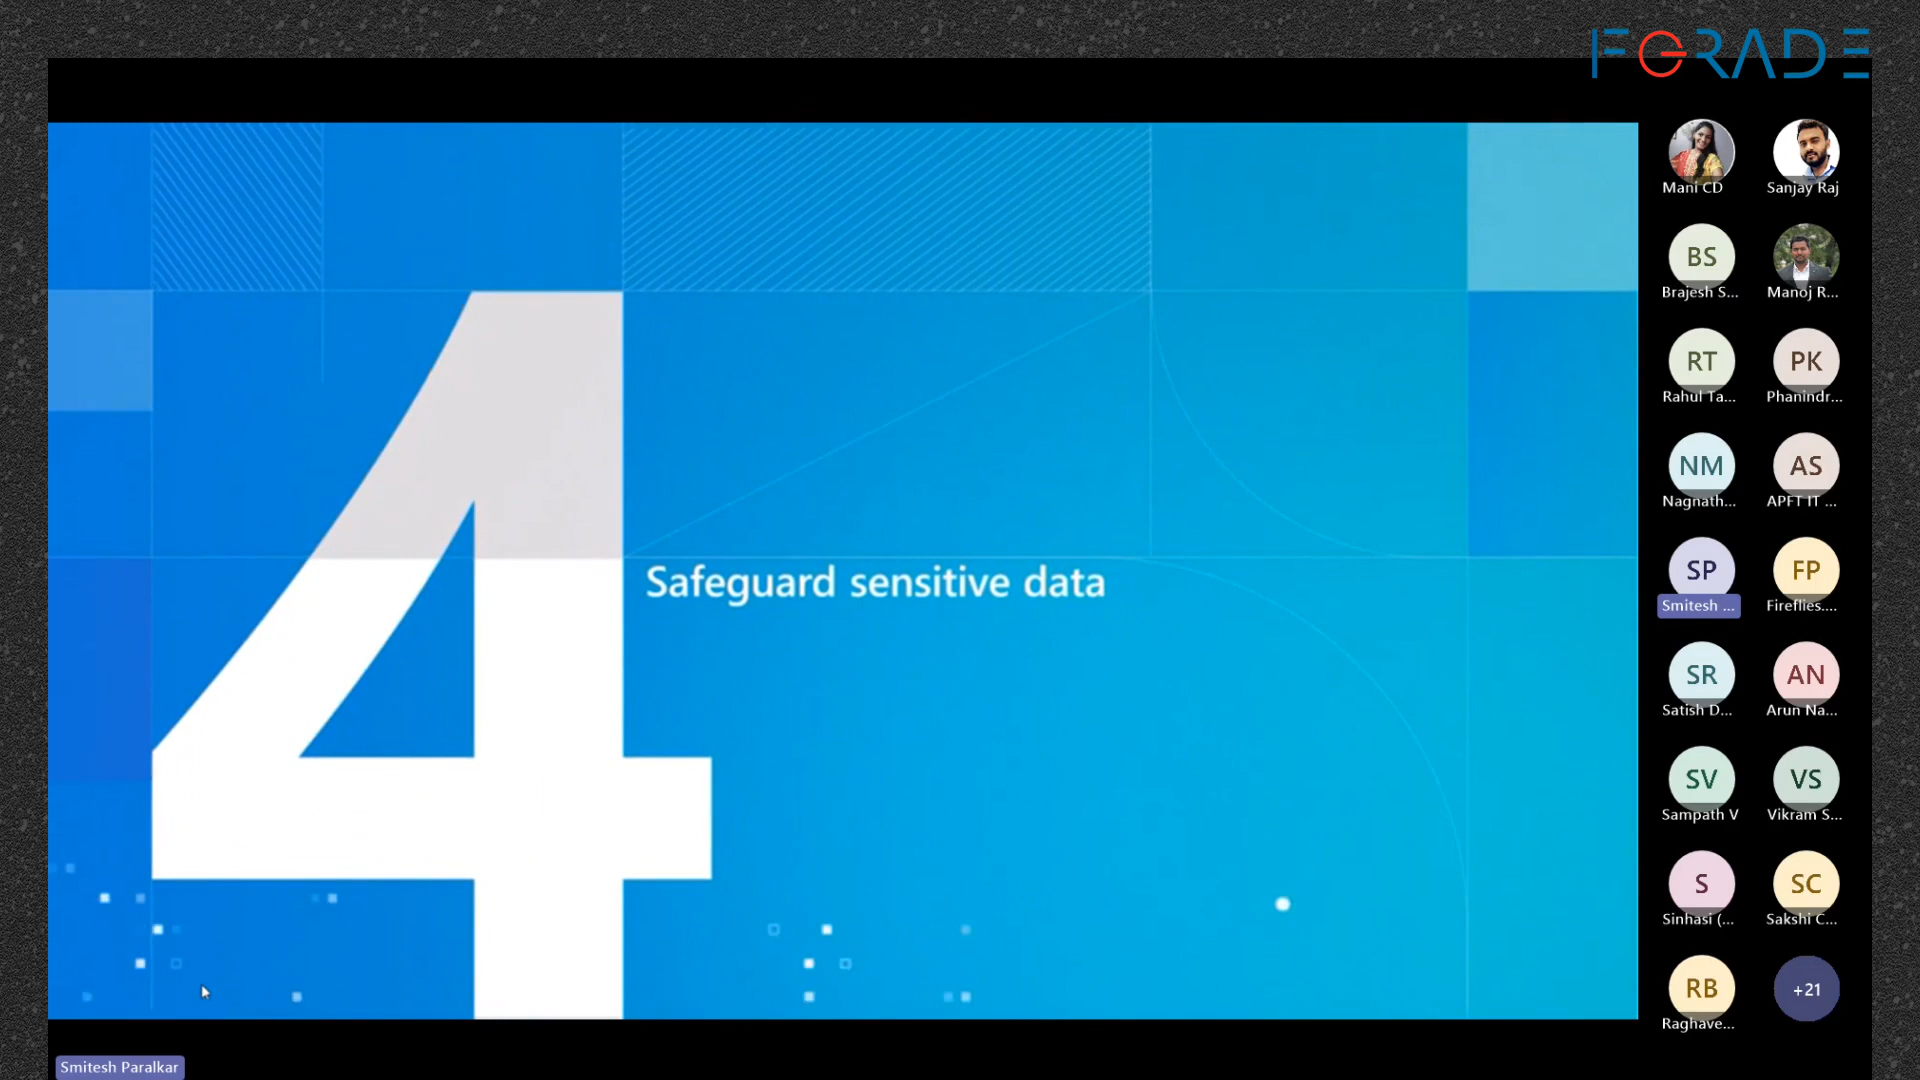 FGRADE
4
Safeguard sensitive data
Mani CD
Sanjay Raj
BS
Brajesh S...
Manoj R...
RT
Rahul Ta...
PK
Phanindr...
NM
Nagnath...
AS
APFT IT ...
SP
Smitesh ...
FP
Fireflies....
SR
Satish D...
AN
Arun Na...
SV
Sampath V
VS
Vikram S...
S
Sinhasi (...
SC
Sakshi C...
RB
Raghave...
+21
Smitesh Paralkar